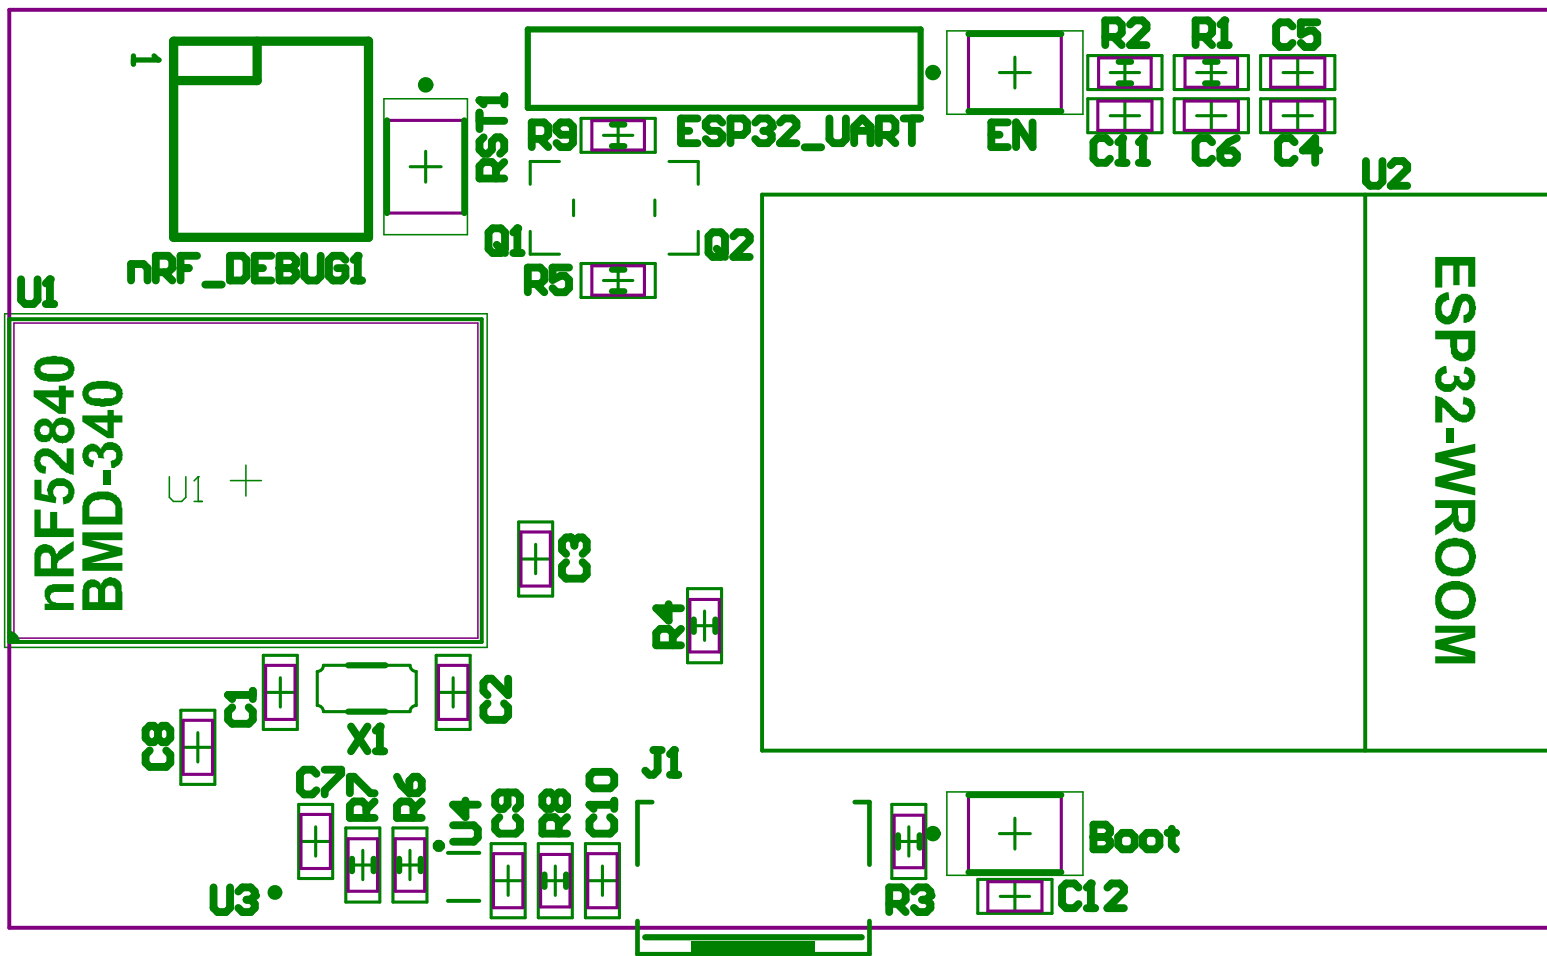 1
RST1
R9
ESP32_UART
EN
R2
R1
C5
C11
C6
C4
U2
Q1
Q2
R5
nRF_DEBUG1
U1
nRF52840
BMD-340
U1
ESP32-WROOM
C3
R4
C1
C2
X1
C8
C7
R7
R6
U4
C9
R8
C10
J1
U3
R3
Boot
C12